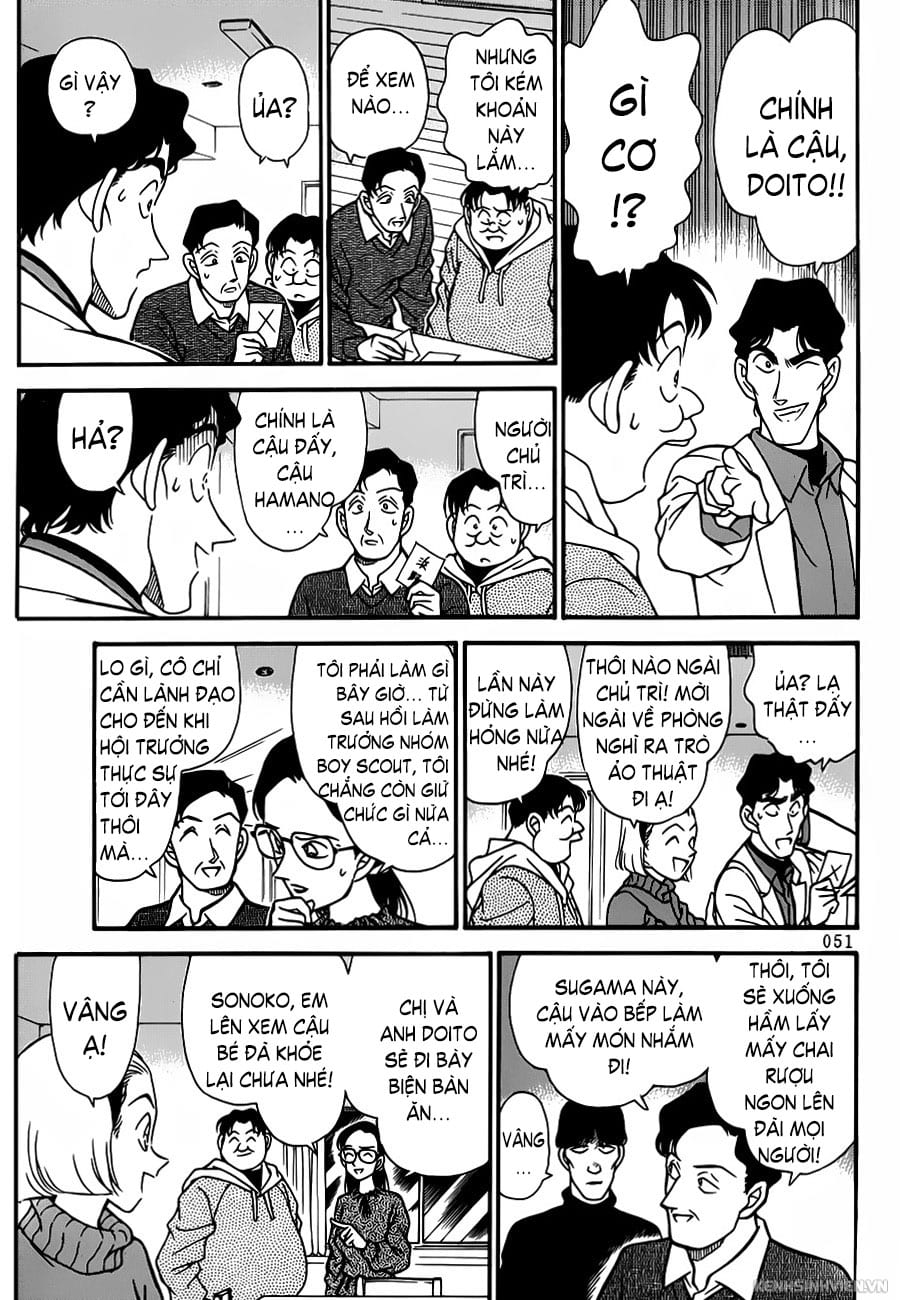 CHÍNH
LÀ CẬU,
DOITO!!
GÌ
CƠ
!?
NHƯNG
TÔI KÉM
KHOẢN
NÀY
LẮM...
ĐỂ XEM
NÀO...
ỦA?
GÌ VẬY
?
NGƯỜI
CHỦ
TRÌ...
CHÍNH LÀ
CẬU ĐẤY,
CẬU
HAMANO
...
浜野
HẢ?
ỦA? LẠ
THẬT ĐẤY
...
THÔI NÀO NGÀI
CHỦ TRÌ! MỜI
NGÀI VỀ PHÒNG
NGHĨ RA TRÒ
ẢO THUẬT
ĐI Ạ!
LẦN NÀY
ĐỪNG LÀM
HỎNG NỮA
NHÉ!
TÔI PHẢI LÀM GÌ
BÂY GIỜ... TỪ
SAU HỒI LÀM
TRƯỞNG NHÓM
BOY SCOUT, TÔI
CHẲNG CÒN GIỮ
CHỨC GÌ NỮA
CẢ...
LO GÌ, CÔ CHỈ
CẦN LÃNH ĐẠO
CHO ĐẾN KHI
HỘI TRƯỞNG
THỰC SỰ
TỚI ĐÂY
THÔI
MÀ...
051
THÔI, TÔI
SẼ XUỐNG
HẦM LẤY
MẤY CHAI
RƯỢU
NGON LÊN
ĐÃI MỌI
NGƯỜI!
SUGAMA NÀY,
CẬU VÀO BẾP LÀM
MẤY MÓN NHẮM
ĐI!
VÂNG
...
CHỊ VÀ
ANH DOITO
SẼ ĐI BÀY
BIỆN BÀN
ĂN...
SONOKO, EM
LÊN XEM CẬU
BÉ ĐÃ KHỎE
LẠI CHƯA NHÉ!
VÂNG
Ạ!
KENHSINHVIEN.VN